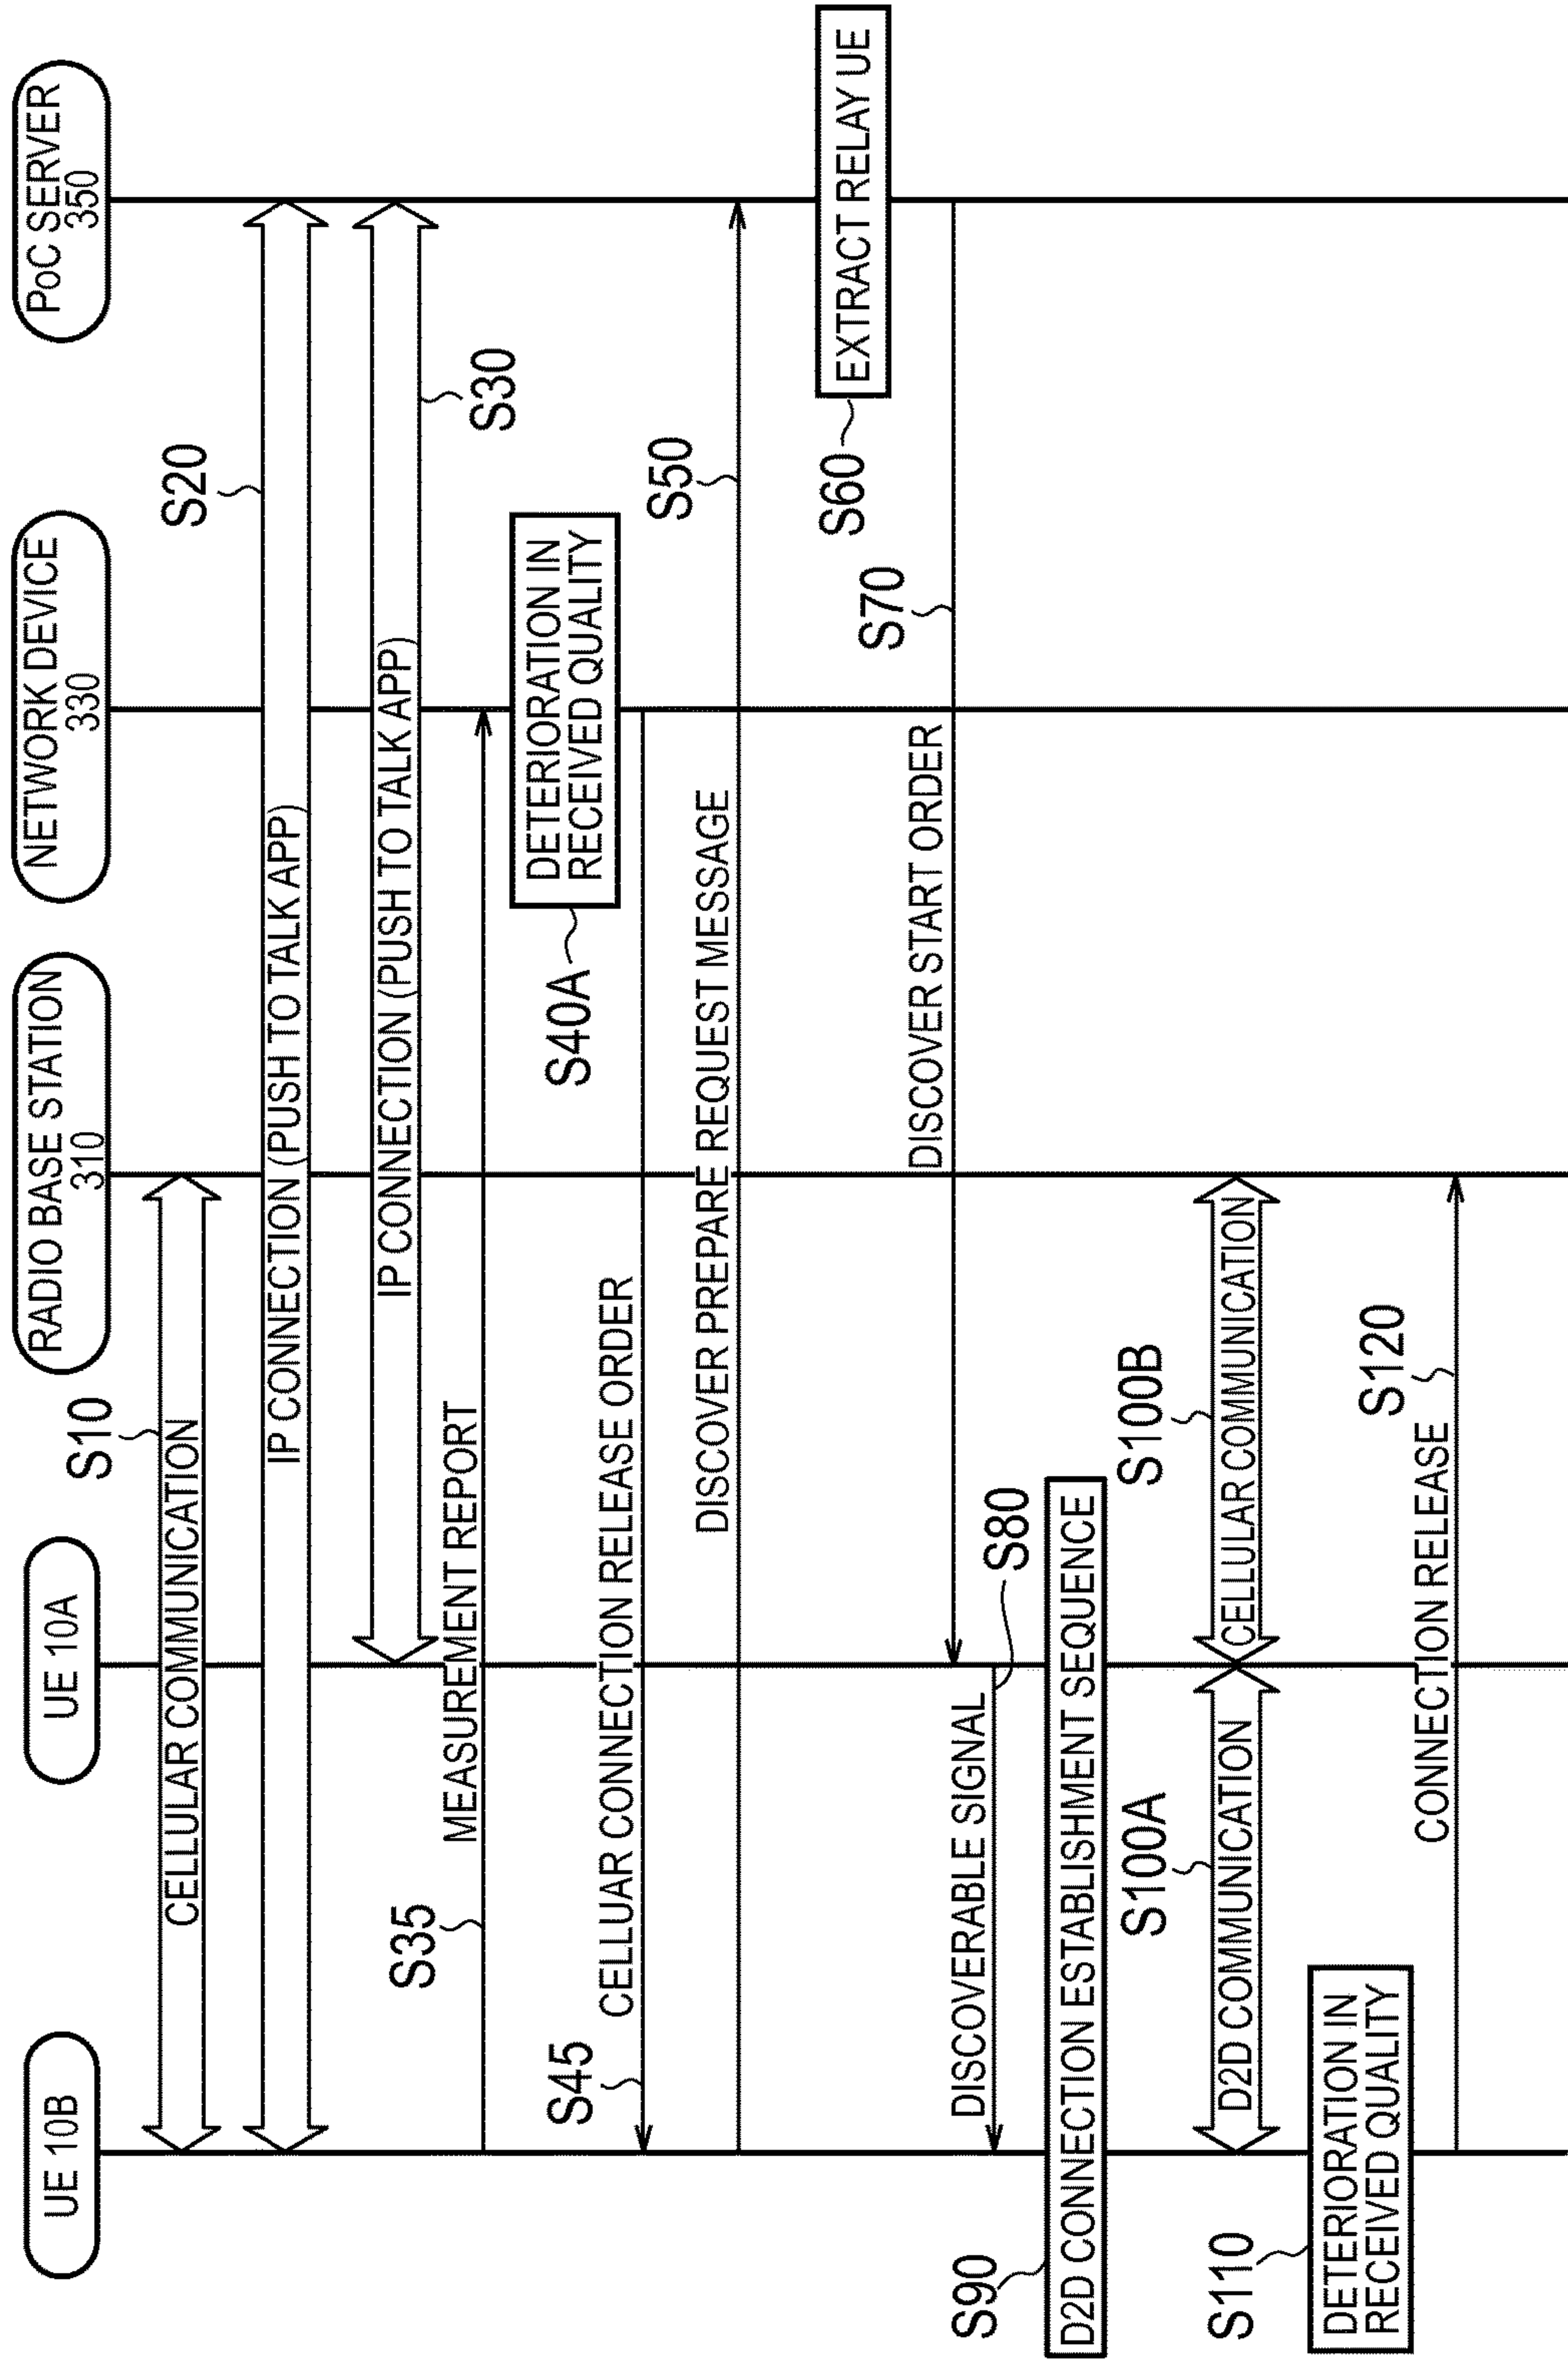 UE 10B
UE 10A
RADIO BASE STATION
310
NETWORK DEVICE
330
PoC SERVER
350
S10
CELLULAR COMMUNICATION
S20
IP CONNECTION (PUSH TO TALK APP)
IP CONNECTION (PUSH TO TALK APP)
S30
S35
MEASUREMENT REPORT
S40A
DETERIORATION IN
RECEIVED QUALITY
S45
CELLUAR CONNECTION RELEASE ORDER
S50
DISCOVER PREPARE REQUEST MESSAGE
S60
EXTRACT RELAY UE
S70
DISCOVER START ORDER
DISCOVERABLE SIGNAL
S80
S90
D2D CONNECTION ESTABLISHMENT SEQUENCE
S100A
D2D COMMUNICATION
S100B
CELLULAR COMMUNICATION
S110
DETERIORATION IN
RECEIVED QUALITY
CONNECTION RELEASE
S120